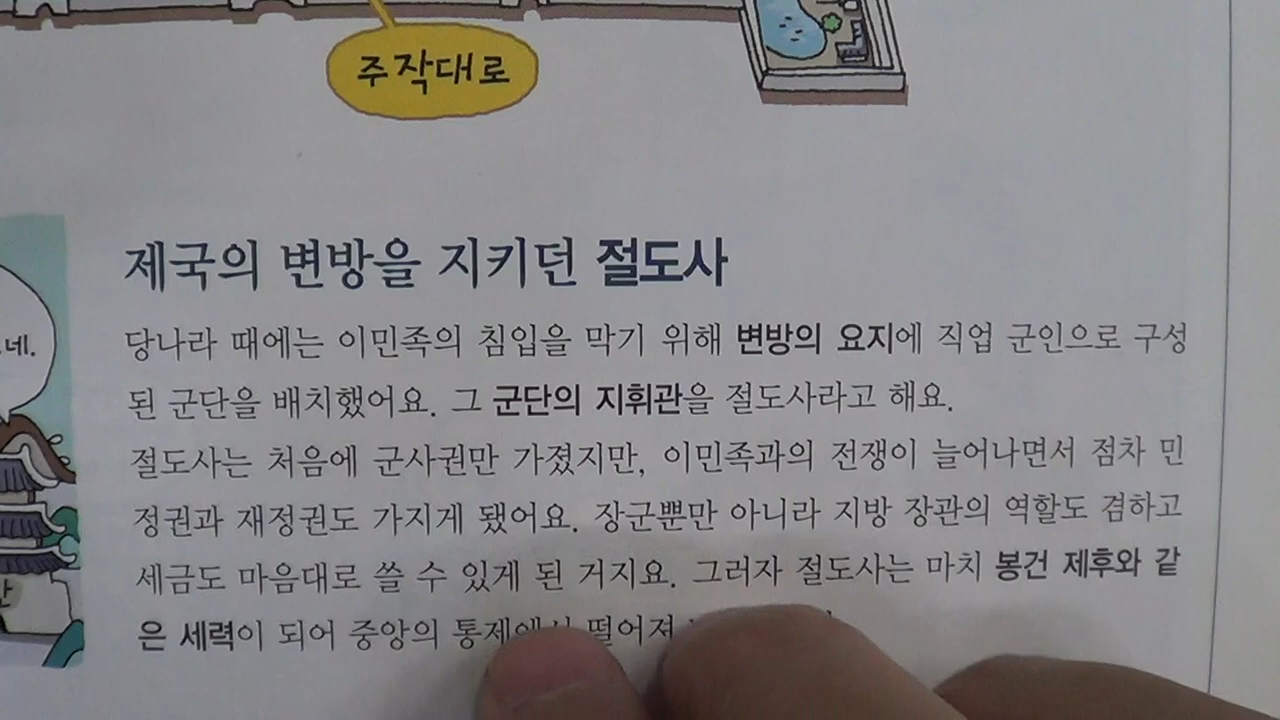 주작대로
네.
제국의 변방을 지키던 절도사
당나라 때에는 이민족의 침입을 막기 위해 변방의 요지에 직업 군인으로 구성
된 군단을 배치했어요. 그 군단의 지휘관을 절도사라고 해요.
절도사는 처음에 군사권만 가졌지만, 이민족과의 전쟁이 늘어나면서 점차 민
정권과 재정권도 가지게 됐어요. 장군뿐만 아니라 지방 장관의 역할도 겸하고
세금도 마음대로 쓸 수 있게 된 거지요. 그러자 절도사는 마치 봉건 제후와 같
은 세력이 되어 중앙의 통제에서 떨어져